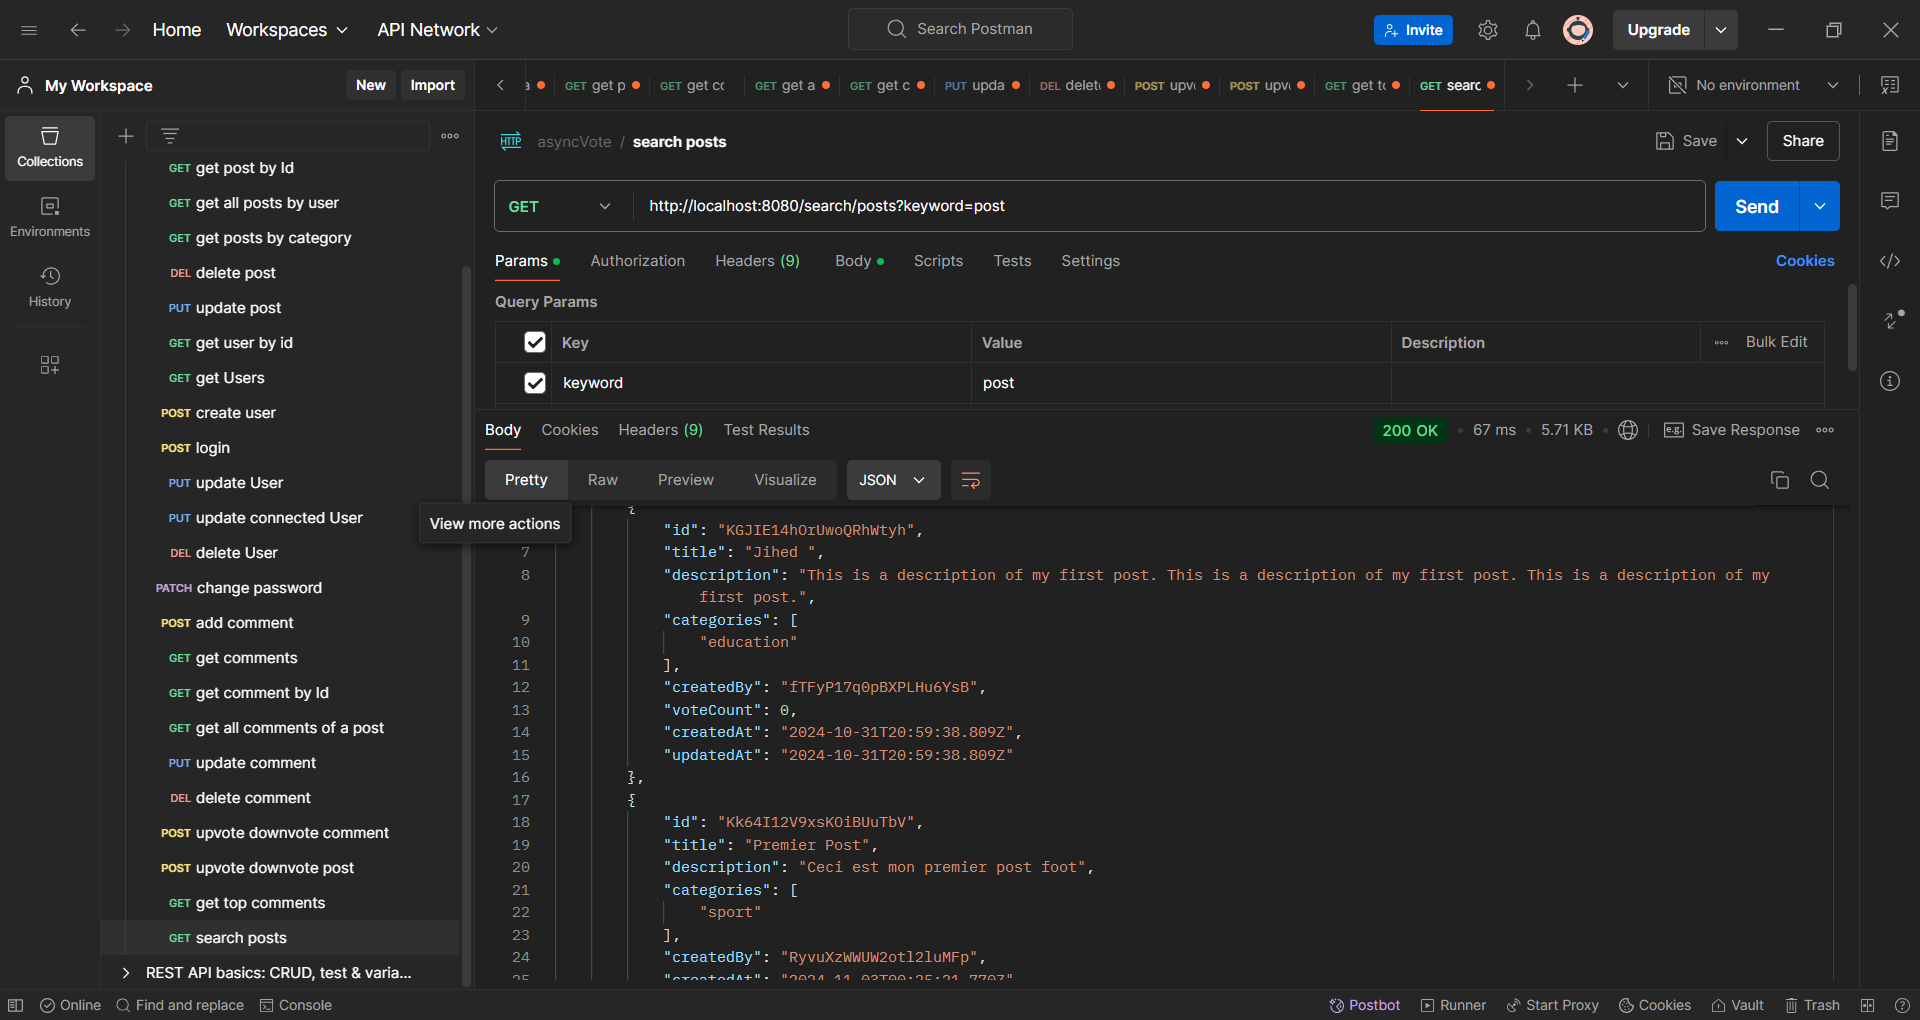 Home Workspaces API Network Search Postman Invite Upgrade
My Workspace New Import
a GET get p GET get cc GET get a GET get c PUT upda DEL delet POST upv POST upv GET get to GET searc No environment
Collections
Environments
History
GET get post by Id
GET get all posts by user
GET get posts by category
DEL delete post
PUT update post
GET get user by id
GET get Users
POST create user
POST login
PUT update User
PUT update connected User
DEL delete User
PATCH change password
POST add comment
GET get comments
GET get comment by Id
GET get all comments of a post
PUT update comment
DEL delete comment
POST upvote downvote comment
POST upvote downvote post
GET get top comments
GET search posts
REST API basics: CRUD, test & varia...
View more actions
HTTP asyncVote / search posts Save Share
GET http://localhost:8080/search/posts?keyword=post Send
Params Authorization Headers (9) Body Scripts Tests Settings Cookies
Query Params
Key Value Description Bulk Edit
keyword post
Body Cookies Headers (9) Test Results 200 OK 67 ms 5.71 KB e.g. Save Response
Pretty Raw Preview Visualize JSON
{
"id": "KGJIE14hOrUwoQRhWtyh",
7 "title": "Jihed ",
8 "description": "This is a description of my first post. This is a description of my first post. This is a description of my
first post.",
9 "categories": [
10 "education"
11 ],
12 "createdBy": "fTFyP17q0pBXPLHu6YsB",
13 "voteCount": 0,
14 "createdAt": "2024-10-31T20:59:38.809Z",
15 "updatedAt": "2024-10-31T20:59:38.809Z"
16 },
17 {
18 "id": "Kk64I12V9xsKOiBUuTbV",
19 "title": "Premier Post",
20 "description": "Ceci est mon premier post foot",
21 "categories": [
22 "sport"
23 ],
24 "createdBy": "RyvuXzWWUW2otl2luMFp",
25 "createdAt": "2024-11-03T00:25:21.770Z"
Online Find and replace Console Postbot Runner Start Proxy Cookies Vault Trash